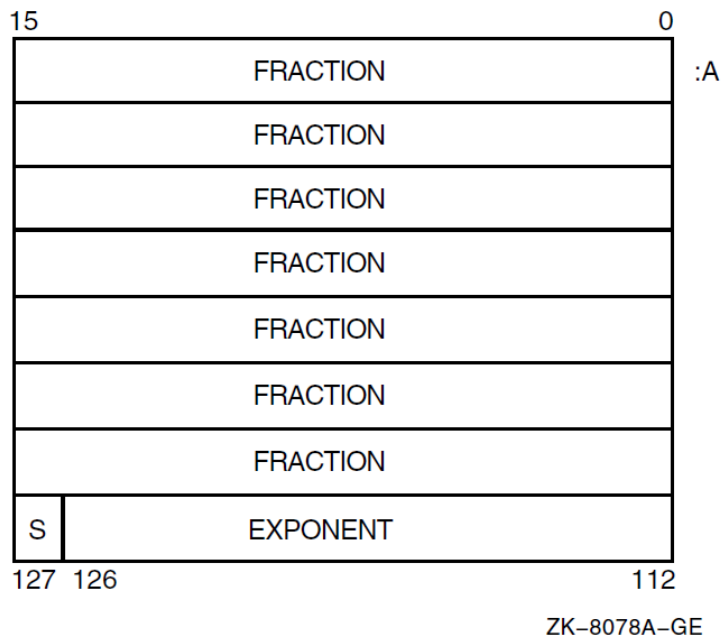 15 0
FRACTION :A
FRACTION
FRACTION
FRACTION
FRACTION
FRACTION
FRACTION
S EXPONENT
127 126 112
ZK–8078A–GE